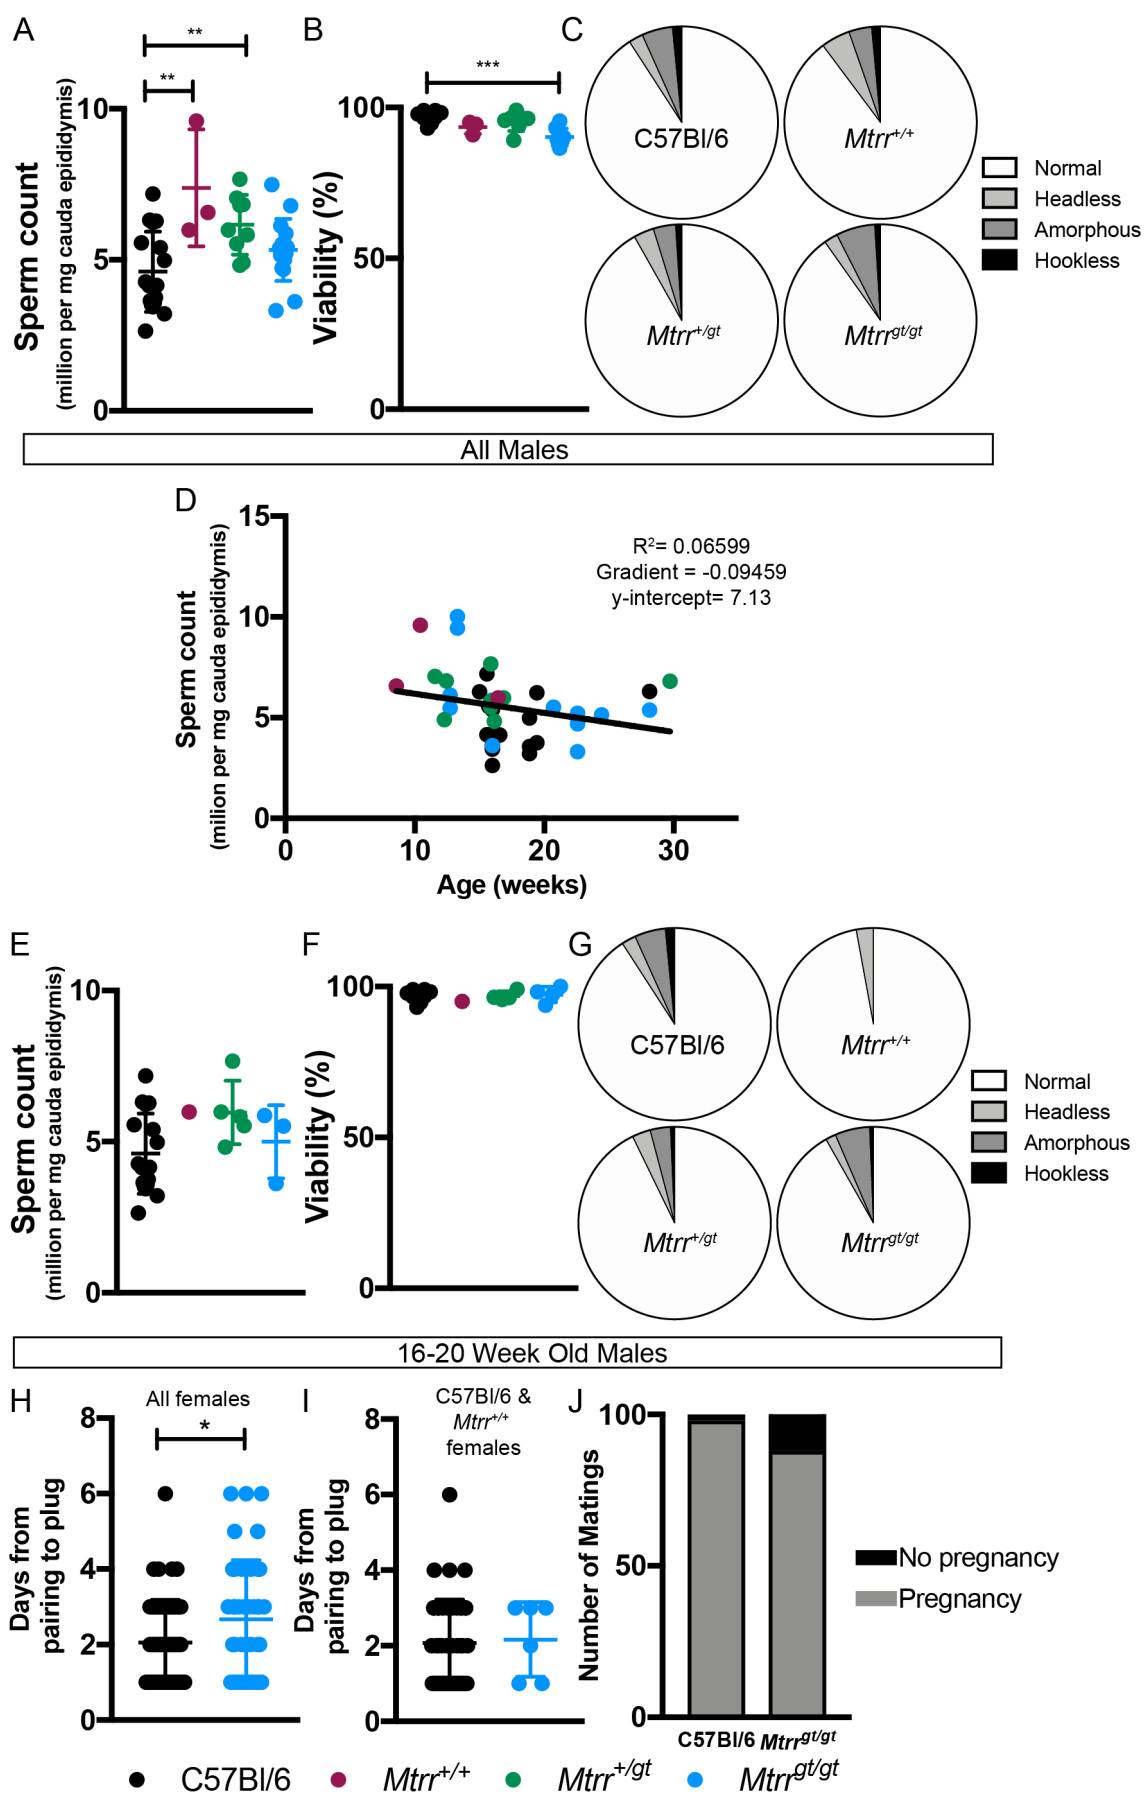 A
**
**
10
5
0
Sperm count
(million per mg cauda epididymis)
B
***
100
50
0
Viability (%)
C
C57Bl/6
Mtrr+/+
Mtrr+/gt
Mtrrgt/gt
Normal
Headless
Amorphous
Hookless
All Males
D
15
10
5
0
Sperm count
(milion per mg cauda epididymis)
R2= 0.06599
Gradient = -0.09459
y-intercept= 7.13
0
10
20
30
Age (weeks)
E
10
5
0
Sperm count
(million per mg cauda epididymis)
F
100
50
0
Viability (%)
G
C57Bl/6
Mtrr+/+
Mtrr+/gt
Mtrrgt/gt
Normal
Headless
Amorphous
Hookless
16-20 Week Old Males
H
All females
*
8
6
4
2
0
Days from
pairing to plug
I
C57Bl/6 &
Mtrr+/+
females
8
6
4
2
0
Days from
pairing to plug
J
100
50
0
Number of Matings
C57Bl/6
Mtrrgt/gt
No pregnancy
Pregnancy
C57Bl/6
Mtrr+/+
Mtrr+/gt
Mtrrgt/gt